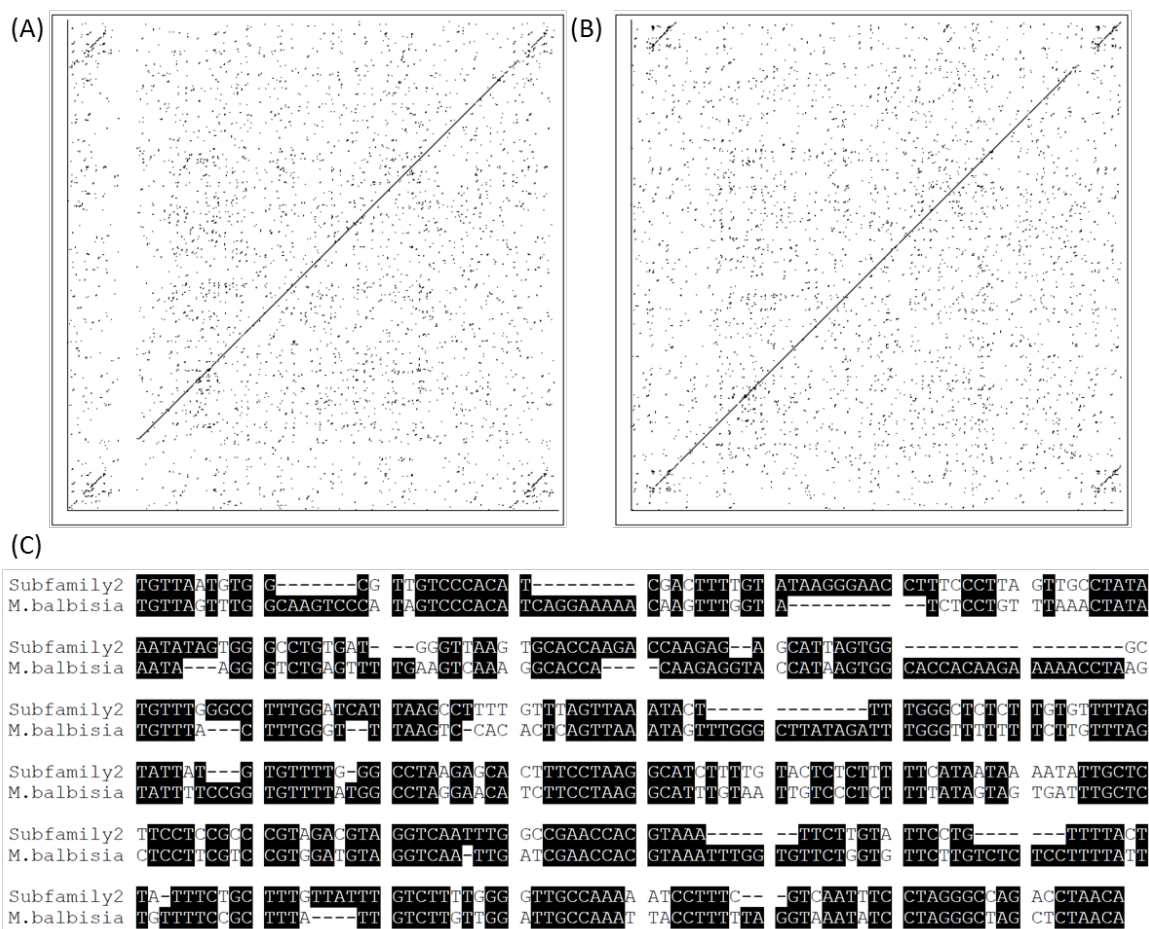 (A)
(B)
(C)
Subfamily2 TGTTAATGTG G-------CG TTGTCCCACA T--------- CGACTTTTGT ATAAGGGAAC CTTTCCCTTA GTTGCCTATA
M.balbisia TGTTAGTTTG GCAAGTCCCA TAGTCCCACA TCAGGAAAAA CAAGTTTGGT A--------- --TCTCCTGT TTAAACTATA
Subfamily2 AATATAGTGG GCCTGTGAT- --GGGTTAAG TGCACCAAGA CCAAGAG--A GCATTAGTGG ---------- --------GC
M.balbisia AATA---AGG GTCTGAGTTT TGAAGTCAAA GGCACCA--- -CAAGAGGTA CCATAAGTGG CACCACAAGA AAAACCTAAG
Subfamily2 TGTTTGGGCC TTTGGATCAT TAAGCCTTTT GTTTAGTTAA ATACT----- -------TTT TGGGCTCTCT TGTGTTTTAG
M.balbisia TGTTTA---C TTTGGGT--T TAAGTC-CAC ACTCAGTTAA ATAGTTTGGG CTTATAGATT TGGGTTTTTT TCTTGTTTAG
Subfamily2 TATTAT---G TGTTTTG-GG CCTAAGAGCA CTTTCCTAAG GCATCTTTTG TACTCTCTTT TTCATAATAA AATATTGCTC
M.balbisia TATTTTCCGG TGTTTTATGG CCTAGGAACA TCTTCCTAAG GCATTTGTAA TTGTCCCTCT TTTATAGTAG TGATTTGCTC
Subfamily2 TTCCTCCGCC CGTAGACGTA GGTCAATTTG GCCGAACCAC GTAAA----- --TTCTTGTA TTCCTG---- --TTTTTACT
M.balbisia CTCCTTCGTC CGTGGATGTA GGTCAA-TTG ATCGAACCAC GTAAATTTGG TGTTCTGGTG TTCTTGTCTC TCCTTTTATT
Subfamily2 TA-TTTCTGC TTTGTTATTT GTCTTTTGGG GTTGCCAAAA ATCCTTTC-- -GTCAATTTC CTAGGGCCAG ACCTAACA
M.balbisia TGTTTTCCGC TTTA----TT GTCTTGTTGG ATTGCCAAAT TACCTTTTTA GGTAAATATC CTAGGGCTAG CTCTAACA